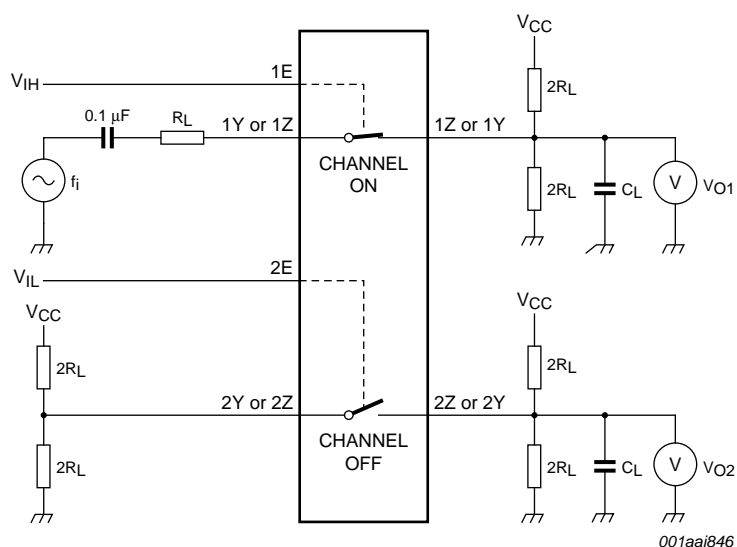 VCC
1E
VIH
2RL
0.1 μF
RL
1Y or 1Z
1Z or 1Y
CHANNEL
ON
fi
2RL
CL
V
VO1
2E
VIL
VCC
VCC
2RL
2RL
2Y or 2Z
2Z or 2Y
CHANNEL
OFF
2RL
2RL
CL
V
VO2
001aaj846